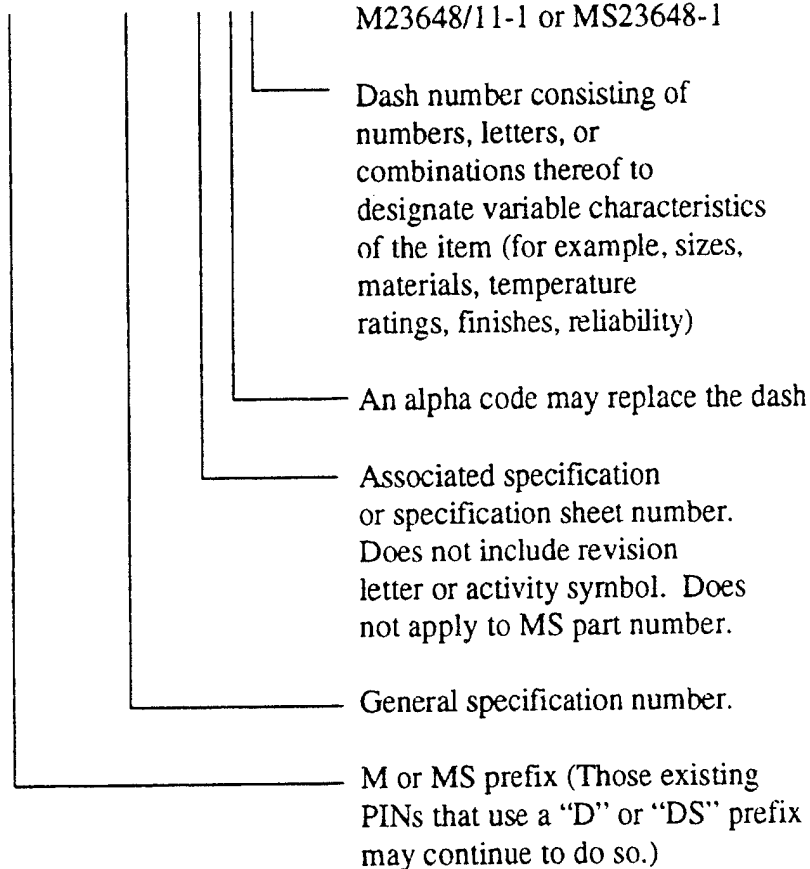 M23648/11-1 or MS23648-1
Dash number consisting of
numbers, letters, or
combinations thereof to
designate variable characteristics
of the item (for example, sizes,
materials, temperature
ratings, finishes, reliability)
An alpha code may replace the dash
Associated specification
or specification sheet number.
Does not include revision
letter or activity symbol. Does
not apply to MS part number.
General specification number.
M or MS prefix (Those existing
PINs that use a “D” or “DS” prefix
may continue to do so.)